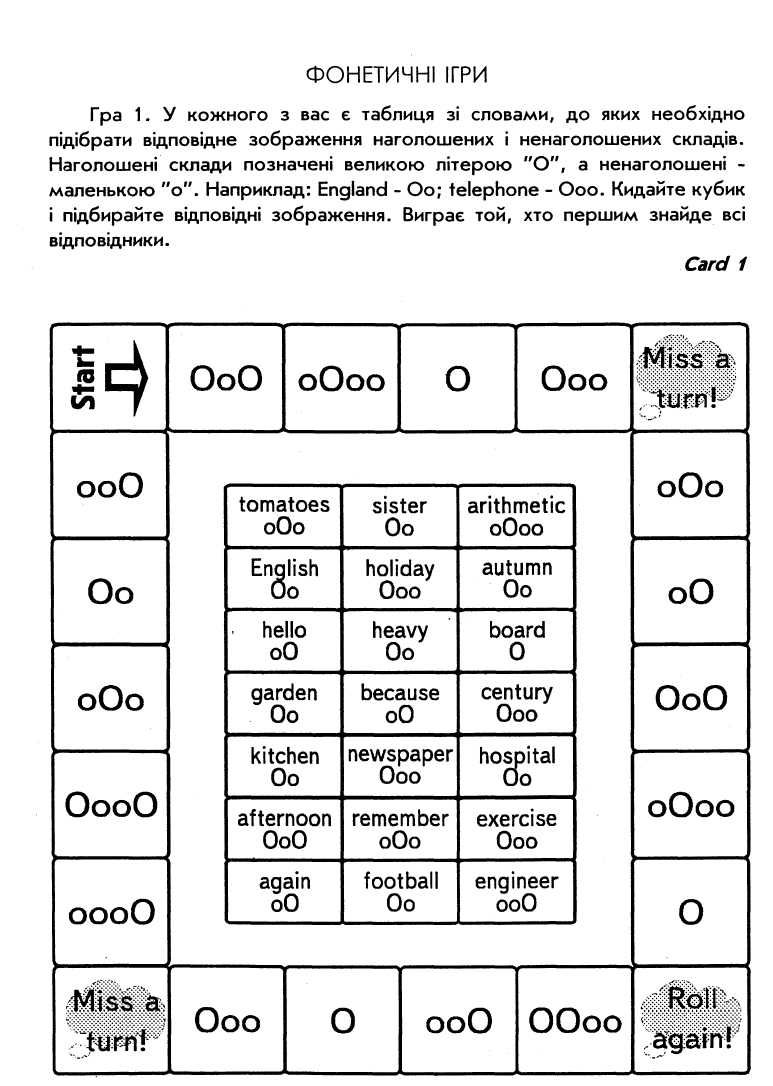 ФОНЕТИЧНІ ІГРИ
Гра 1. У кожного з вас є таблиця зі словами, до яких необхідно
підібрати відповідне зображення наголошених і ненаголошених складів.
Наголошені склади позначені великою літерою "О", а ненаголошені -
маленькою "о". Наприклад: England - Oo; telephone - Ooo. Кидайте кубик
і підбирайте відповідні зображення. Виграє той, хто першим знайде всі
відповідники.
Card 1
Start OoO oOoo O Ooo Miss a
turn!
ooO oOo
tomatoes sister arithmetic
oOo Oo oOoo
English holiday autumn
Oo Ooo Oo
Oo oO
hello heavy board
oO Oo O
garden because century
Oo oO Ooo
oOo OoO
kitchen newspaper hospital
Oo Ooo Oo
OooO oOoo
afternoon remember exercise
OoO oOo Ooo
again football engineer
oO Oo ooO
oooO O
Miss a
turn! Ooo O ooO OOoo Roll
again!